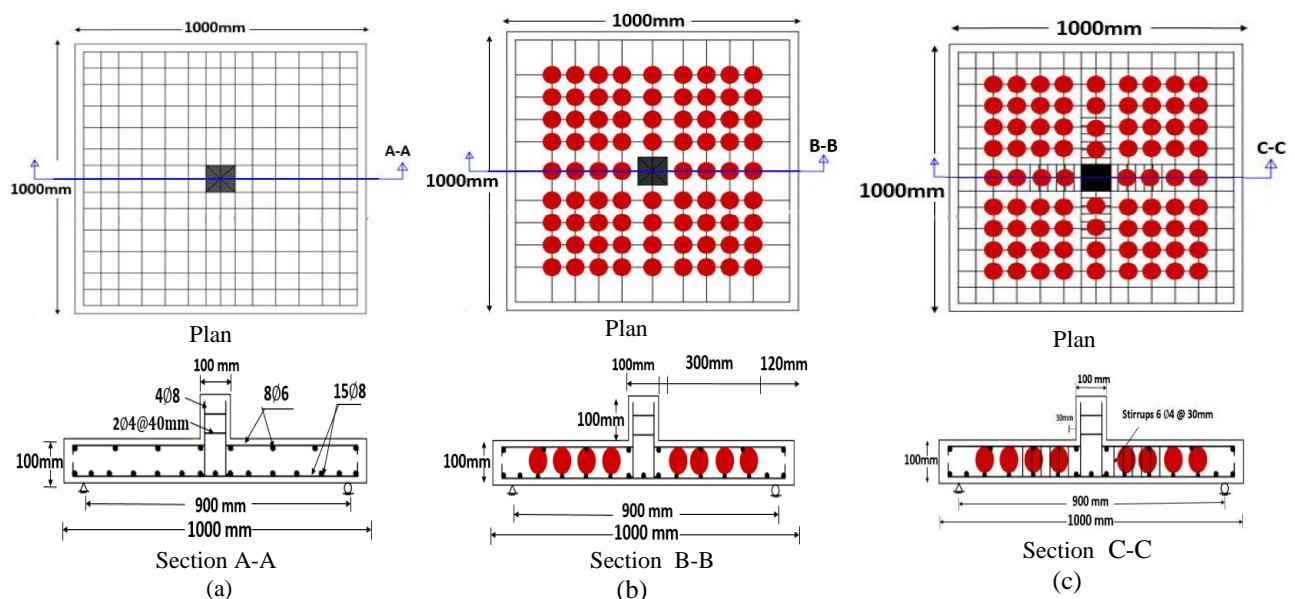 1000mm
A-A
1000mm
Plan
100 mm
4Ø8
8Ø6
15Ø8
2Ø4@40mm
100mm
900 mm
1000 mm
Section A-A
(a)
1000mm
B-B
1000mm
Plan
100mm
300mm
120mm
100mm
100mm
900 mm
1000 mm
Section B-B
(b)
1000mm
C-C
1000mm
Plan
100 mm
30mm
Stirrups 6 Ø4 @ 30mm
100mm
900 mm
1000 mm
Section C-C
(c)